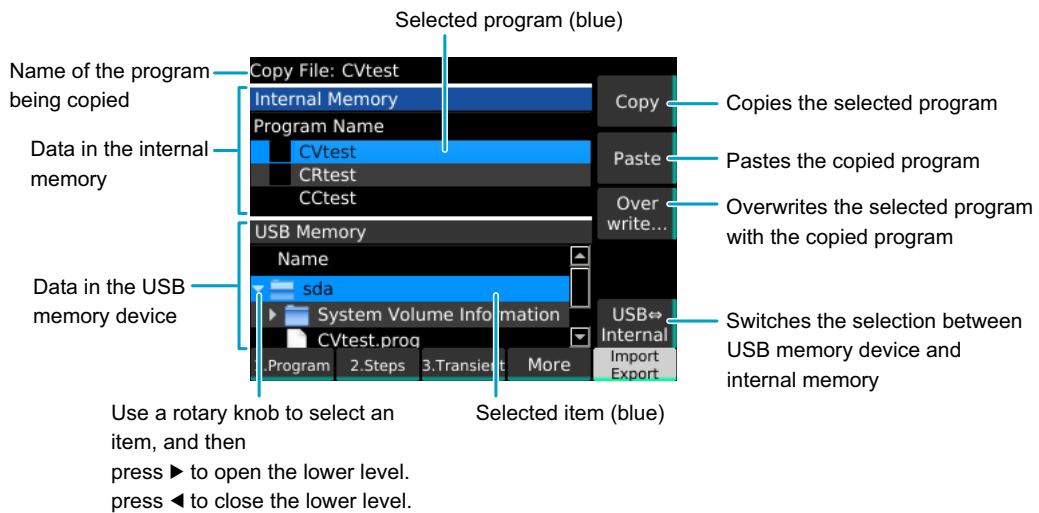 Selected program (blue)
Name of the program
being copied
Data in the internal
memory
Data in the USB
memory device
Copy File: CVtest
Internal Memory
Program Name
CVtest
CRtest
CCtest
USB Memory
Name
sda
System Volume Information
CVtest.prog
1.Program
2.Steps
3.Transient
More
Import
Export
Copy
Paste
Over
write...
USB⇔
Internal
Copies the selected program
Pastes the copied program
Overwrites the selected program
with the copied program
Switches the selection between
USB memory device and
internal memory
Use a rotary knob to select an
item, and then
press ▶ to open the lower level.
press ◀ to close the lower level.
Selected item (blue)